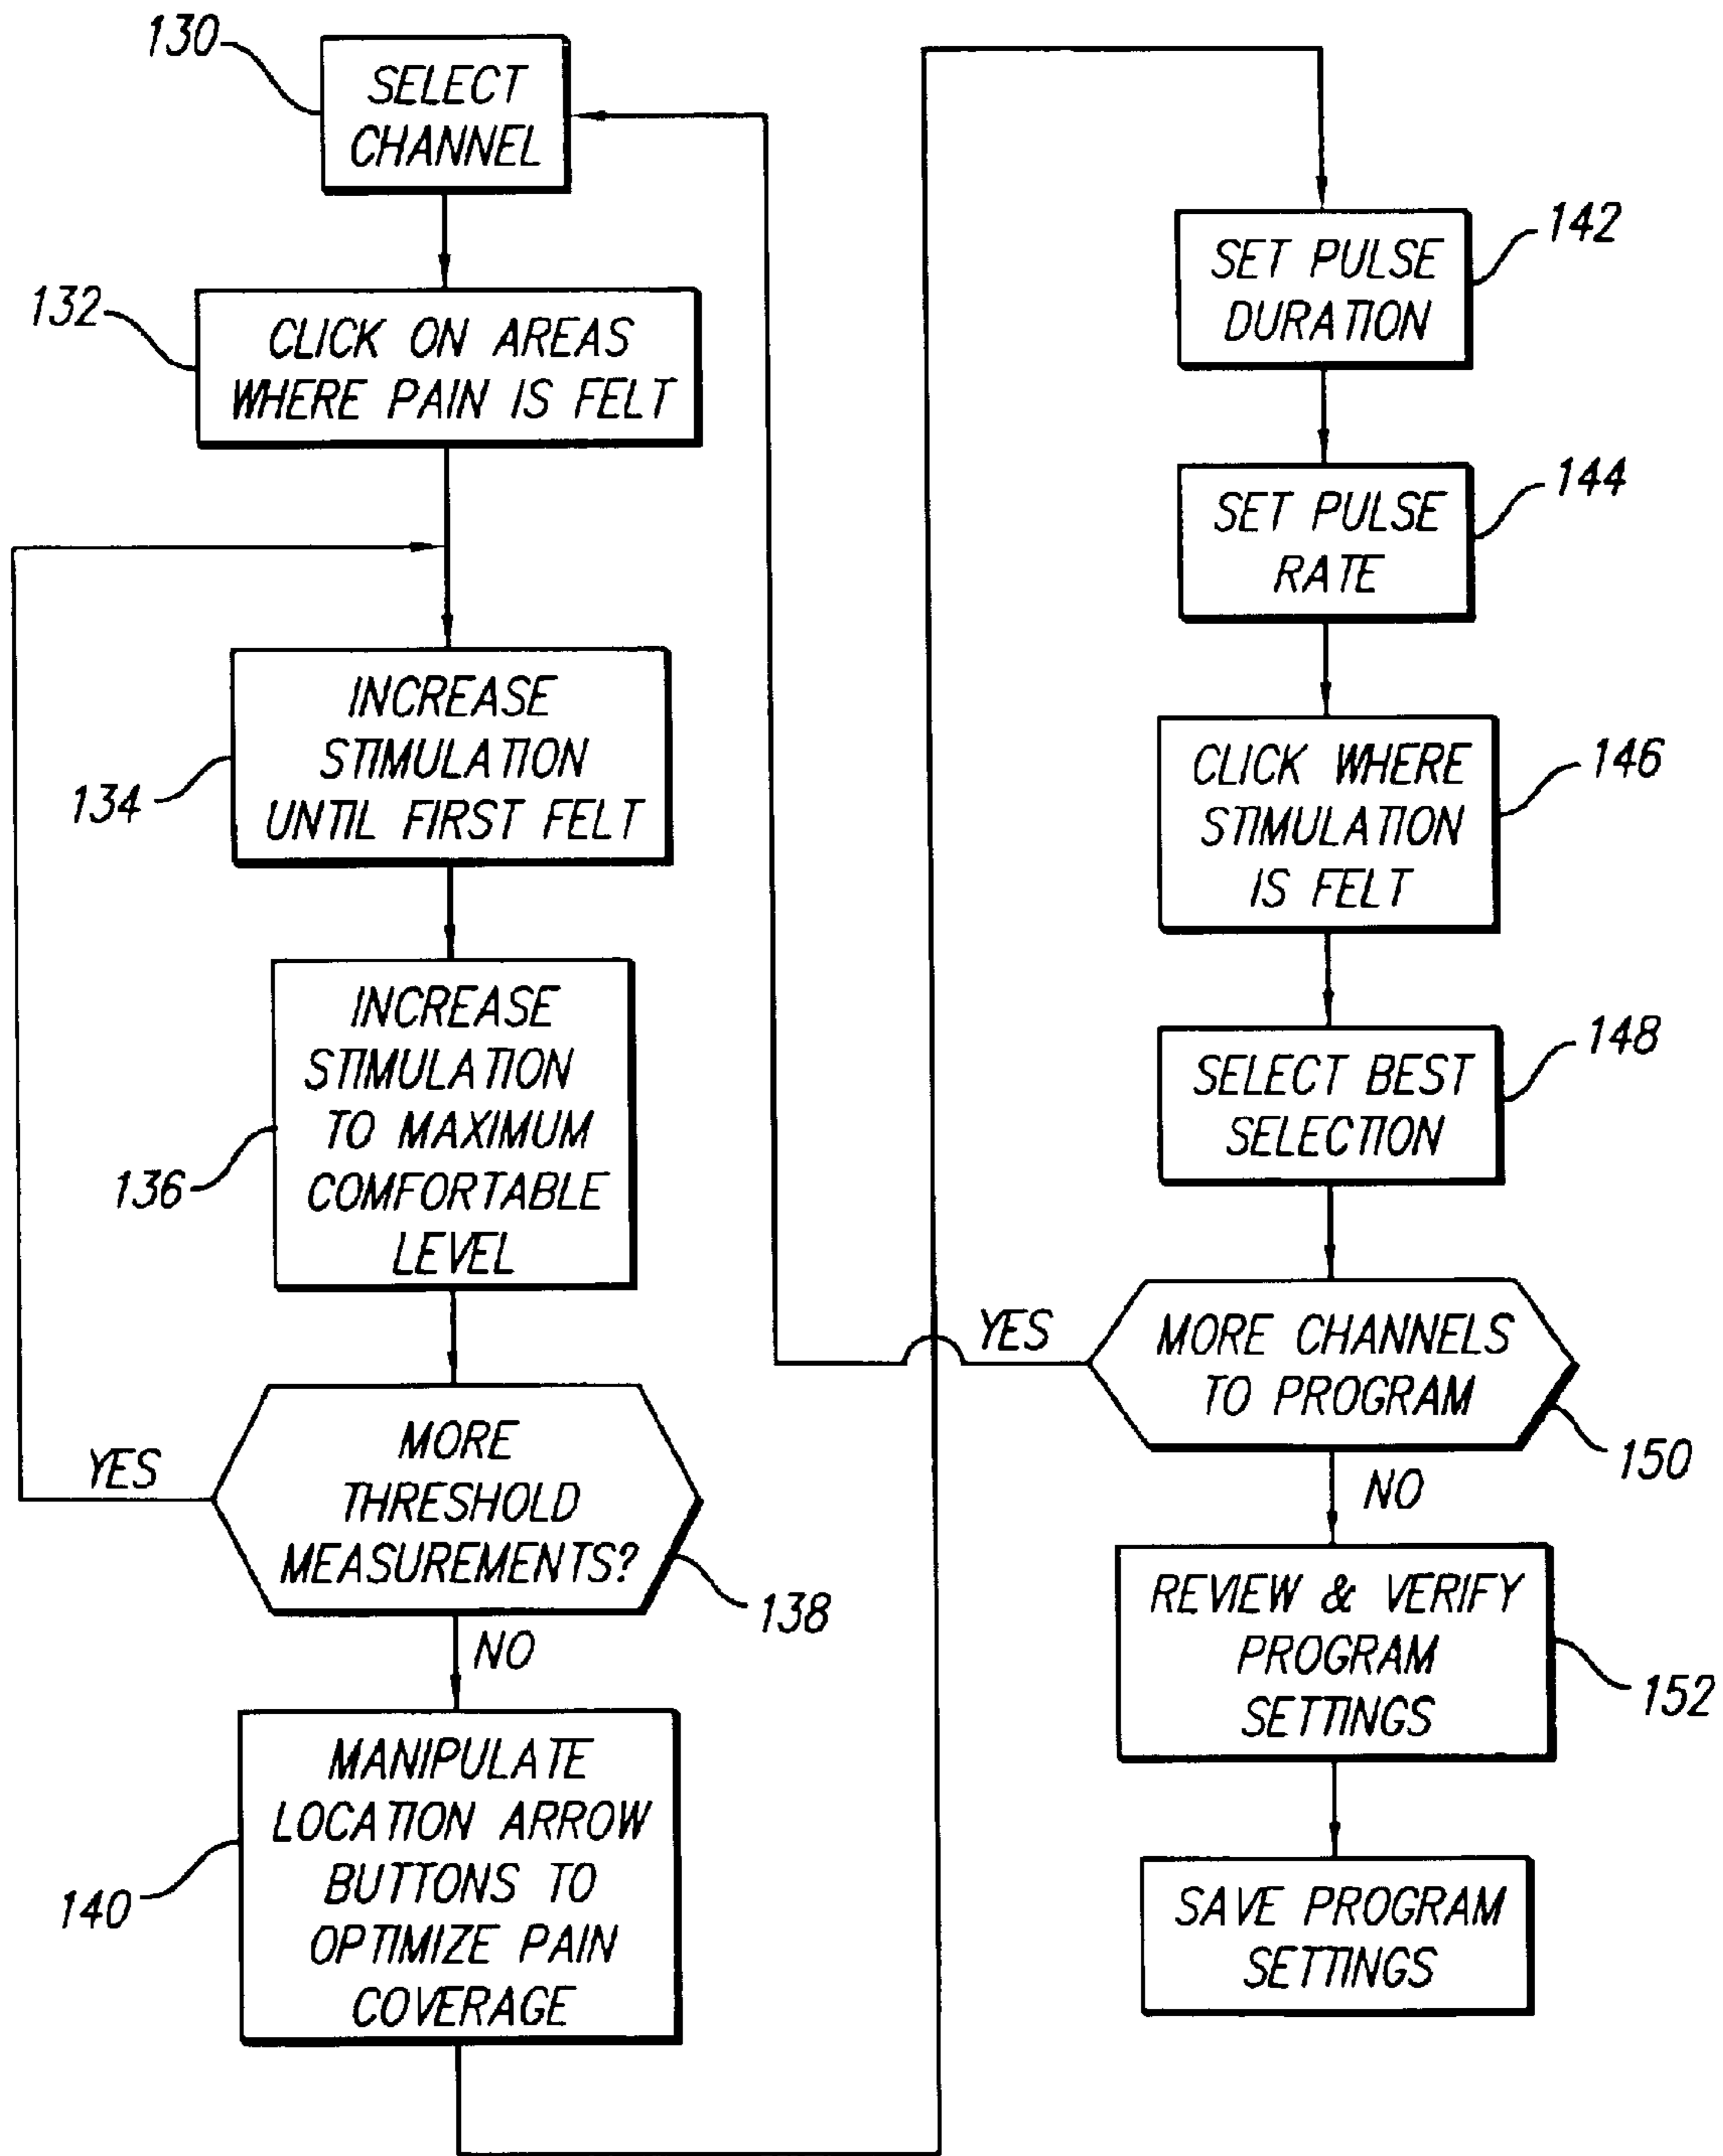 130
SELECT
CHANNEL
132
CLICK ON AREAS
WHERE PAIN IS FELT
134
INCREASE
STIMULATION
UNTIL FIRST FELT
136
INCREASE
STIMULATION
TO MAXIMUM
COMFORTABLE
LEVEL
YES
MORE
THRESHOLD
MEASUREMENTS?
138
NO
140
MANIPULATE
LOCATION ARROW
BUTTONS TO
OPTIMIZE PAIN
COVERAGE
142
SET PULSE
DURATION
144
SET PULSE
RATE
146
CLICK WHERE
STIMULATION
IS FELT
148
SELECT BEST
SELECTION
YES
MORE CHANNELS
TO PROGRAM
150
NO
REVIEW & VERIFY
PROGRAM
SETTINGS
152
SAVE PROGRAM
SETTINGS